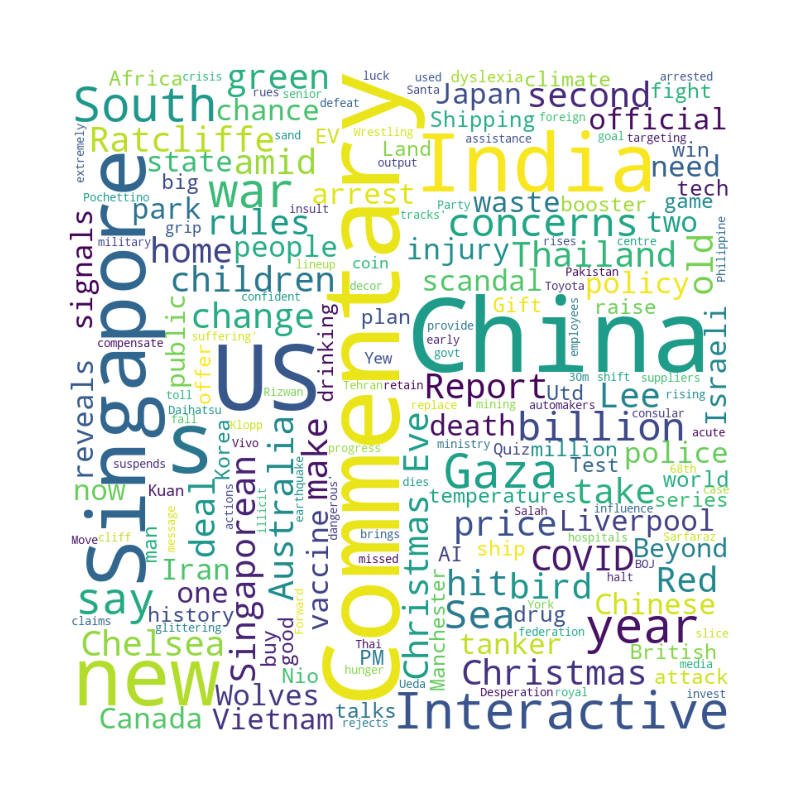 Africa
crisis
rues
senior
luck
used
Santa
dyslexia
climate
arrested
green
South
chance
defeat
sand
Wrestling
Japan
second
fight
foreign
official
goal
targeting
extremely
Ratcliffe
EV
Shipping
assistance
win
state
amid
output
Land
need
big
arrest
India
waste
booster
tech
Pochettino
war
insult
Party
game
grip
park
rules
tracks'
concerns
two
military
lineup
rises
centre
Philippine
home
people
injury
Thailand
old
signals
children
decor
coin
scandal
Pakistan
policy
Toyota
confident
Gift
raise
change
plan
China
public
offer
suffering'
drinking
provide
early
govt
employees
Israeli
compensate
Singapore
US
Commentary
Yew
reveals
toll
Daihatsu
Rizwan
Tehran
retain
30m
shift
suppliers
fall
Klopp
replace
mining
automakers
rising
Report
Utd
Lee
s
Vivo
make
progress
consular
suspends
death
billion
acute
Korea
ministry
Quiz
million
police
Kuan
now
deal
Australia
earthquake
dangerous'
Christmas
Eve
dies
Gaza
Test
68th
world
Move
cliff
man
message
actions
illicit
Singaporean
vaccine
hospitals
temperatures
take
series
case
Iran
one
Salah
influence
price
Liverpool
Sarfaraz
say
history
brings
AI
ship
COVID
BOJ
Beyond
halt
claims
glittering
Forward
missed
hit
bird
Red
Chelsea
buy
good
Thai
Manchester
Sea
drug
York
Chinese
slice
new
PM
hunger
tanker
federation
British
media
Nio
Ueda
Christmas
attack
Wolves
Desperation
royal
invest
Canada
Vietnam
talks
rejects
Interactive
year